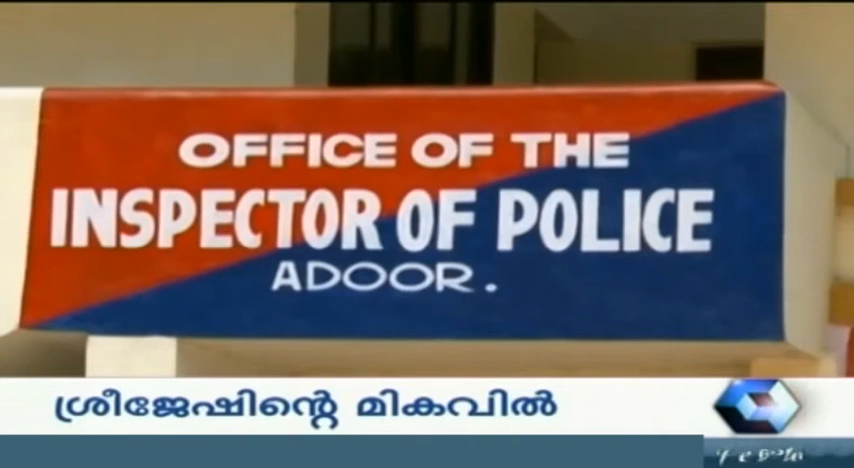 OFFICE OF THE
INSPECTOR OF POLICE
ADOOR.
ശ്രീജേഷിന്റെ മികവിൽ